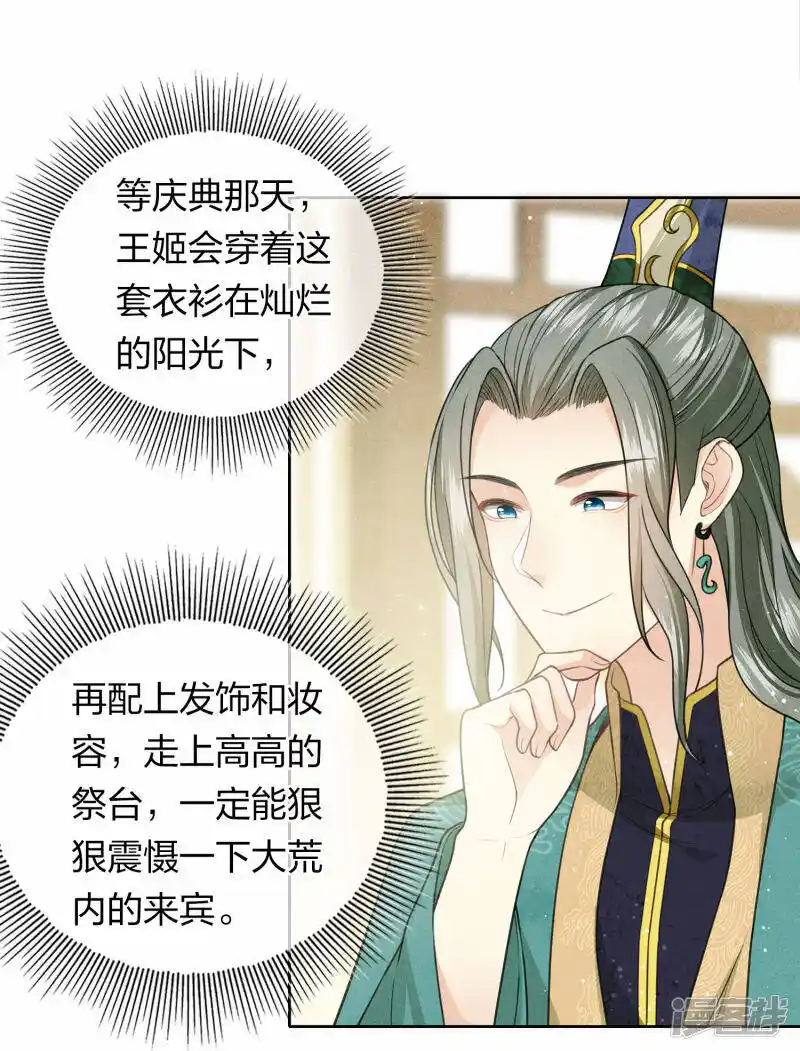 等庆典那天，
王姬会穿着这
套衣衫在灿烂
的阳光下，
再配上发饰和妆
容，走上高高的
祭台，一定能狠
狠震慑一下大荒
内的来宾。
漫客栈